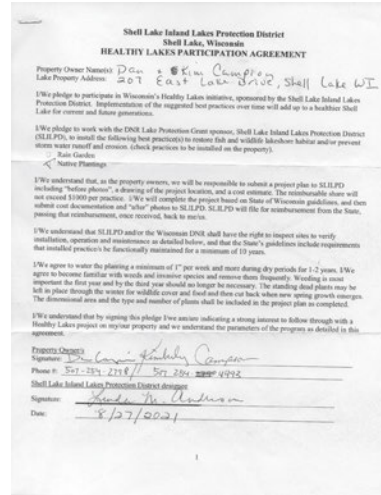 Shell Lake Inland Lakes Protection District
Shell Lake, Wisconsin
HEALTHY LAKES PARTICIPATION AGREEMENT
Property Owner Name(s): Dan + Kim Campion
Lake Property Address: 207 East Lake Drive, Shell Lake WI
I/We pledge to participate in Wisconsin's Healthy Lakes initiative, sponsored by the Shell Lake Inland Lakes
Protection District. Implementation of the suggested best practices over time will add up to a healthier Shell
Lake for current and future generations.
I/We pledge to work with the DNR Lake Protection Grant sponsor, Shell Lake Inland Lakes Protection District
(SLILPD), to install the following best practice(s) to restore fish and wildlife lakeshore habitat and/or prevent
storm water runoff and erosion. (check practices to be installed on the property).
Rain Garden
Native Plantings
I/We understand that, as the property owners, we will be responsible to submit a project plan to SLILPD
including "before photos", a drawing of the project location, and a cost estimate. The reimbursable share will
not exceed $1000 per practice. I/We will complete the project based on State of Wisconsin guidelines, and then
submit cost documentation and "after" photos to SLILPD. SLILPD will file for reimbursement from the State,
passing that reimbursement, once received, back to me/us.
I/We understand that SLILPD and/or the Wisconsin DNR shall have the right to inspect sites to verify
installation, operation and maintenance as detailed below, and that the State's guidelines include requirements
that installed practice/s be functionally maintained for a minimum of 10 years.
I/We agree to water the planting a minimum of 1" per week and more during dry periods for 1-2 years. I/We
agree to become familiar with weeds and invasive species and remove them frequently. Weeding is most
important the first year and by the third year should no longer be necessary. The standing dead plants may be
left in place through the winter for wildlife cover and food and then cut back when new spring growth emerges.
The dimensional area and the type and number of plants shall be included in the project plan as completed.
I/We understand that by signing this pledge I/we am/are indicating a strong interest to follow through with a
Healthy Lakes project on my/our property and we understand the parameters of the program as detailed in this
agreement.
Property Owner/s
Signature: Kimberly Campion
Phone #: 507-254-2798 / 507 254 4993
Shell Lake Inland Lakes Protection District designee
Signature: Linda M. Anderson
Date: 8/27/2021
1